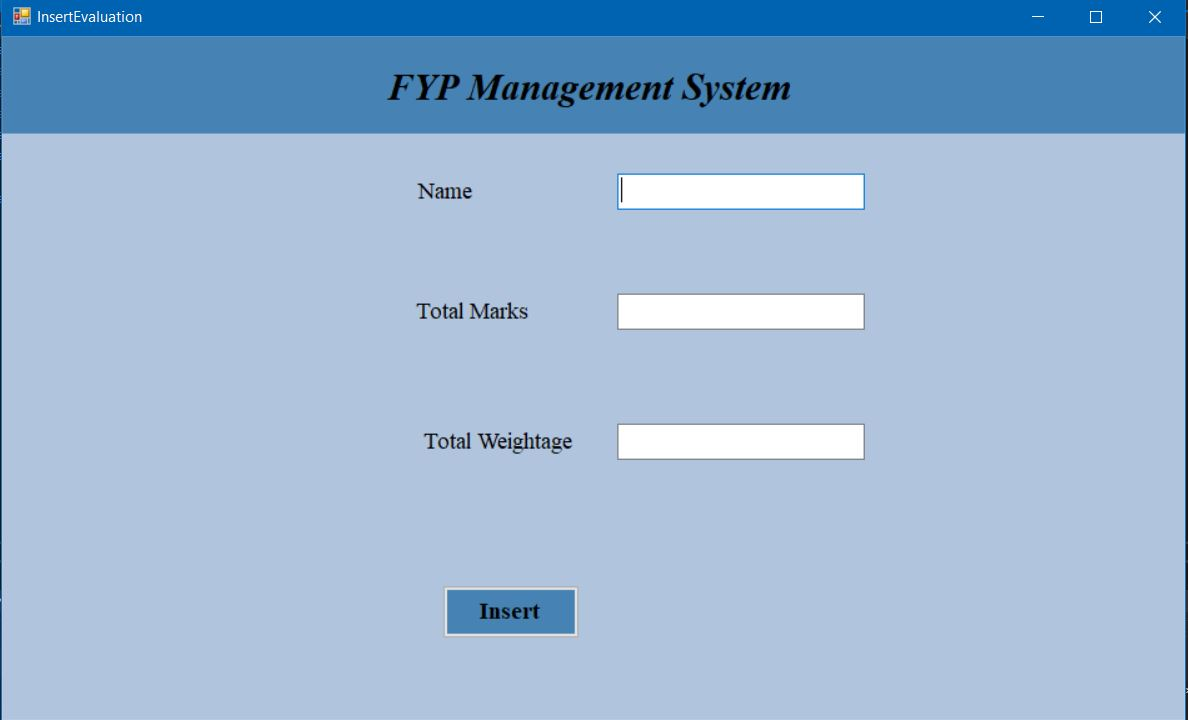 InsertEvaluation
FYP Management System
Name
Total Marks
Total Weightage
Insert